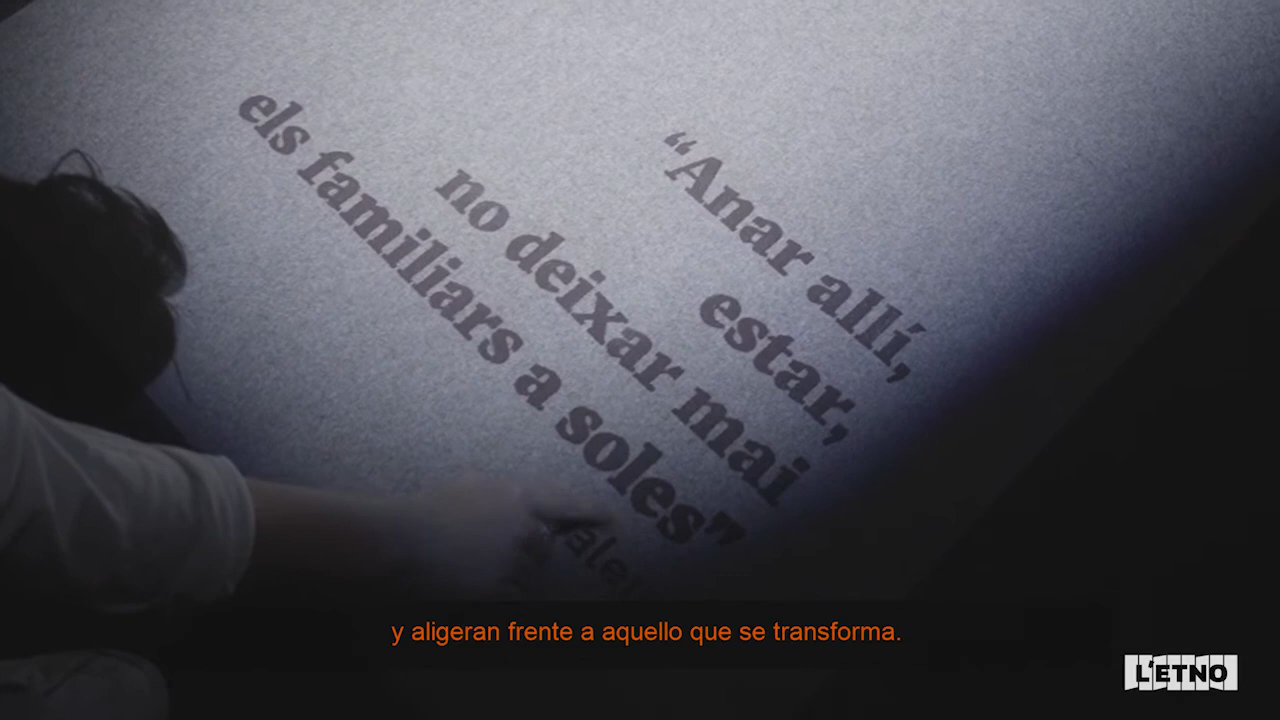 “Anar allí,
estar,
no deixar mai
els familiars a soles”
y aligeran frente a aquello que se transforma.
L'ETNO